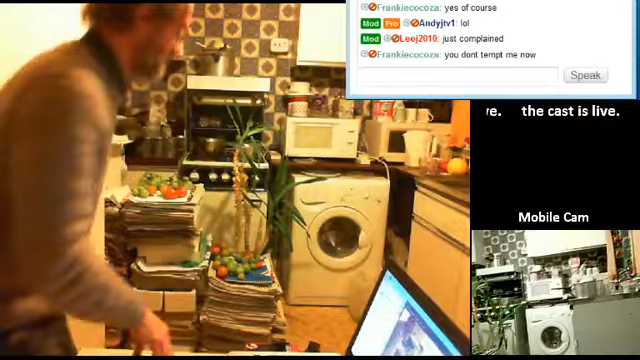 Frankiecocoza: yes of course
Mod Pro Andyjtv1: lol
Mod Leej2010: just complained
Frankiecocoza: you dont tempt me now
Speak
ve. the cast is live.
Mobile Cam